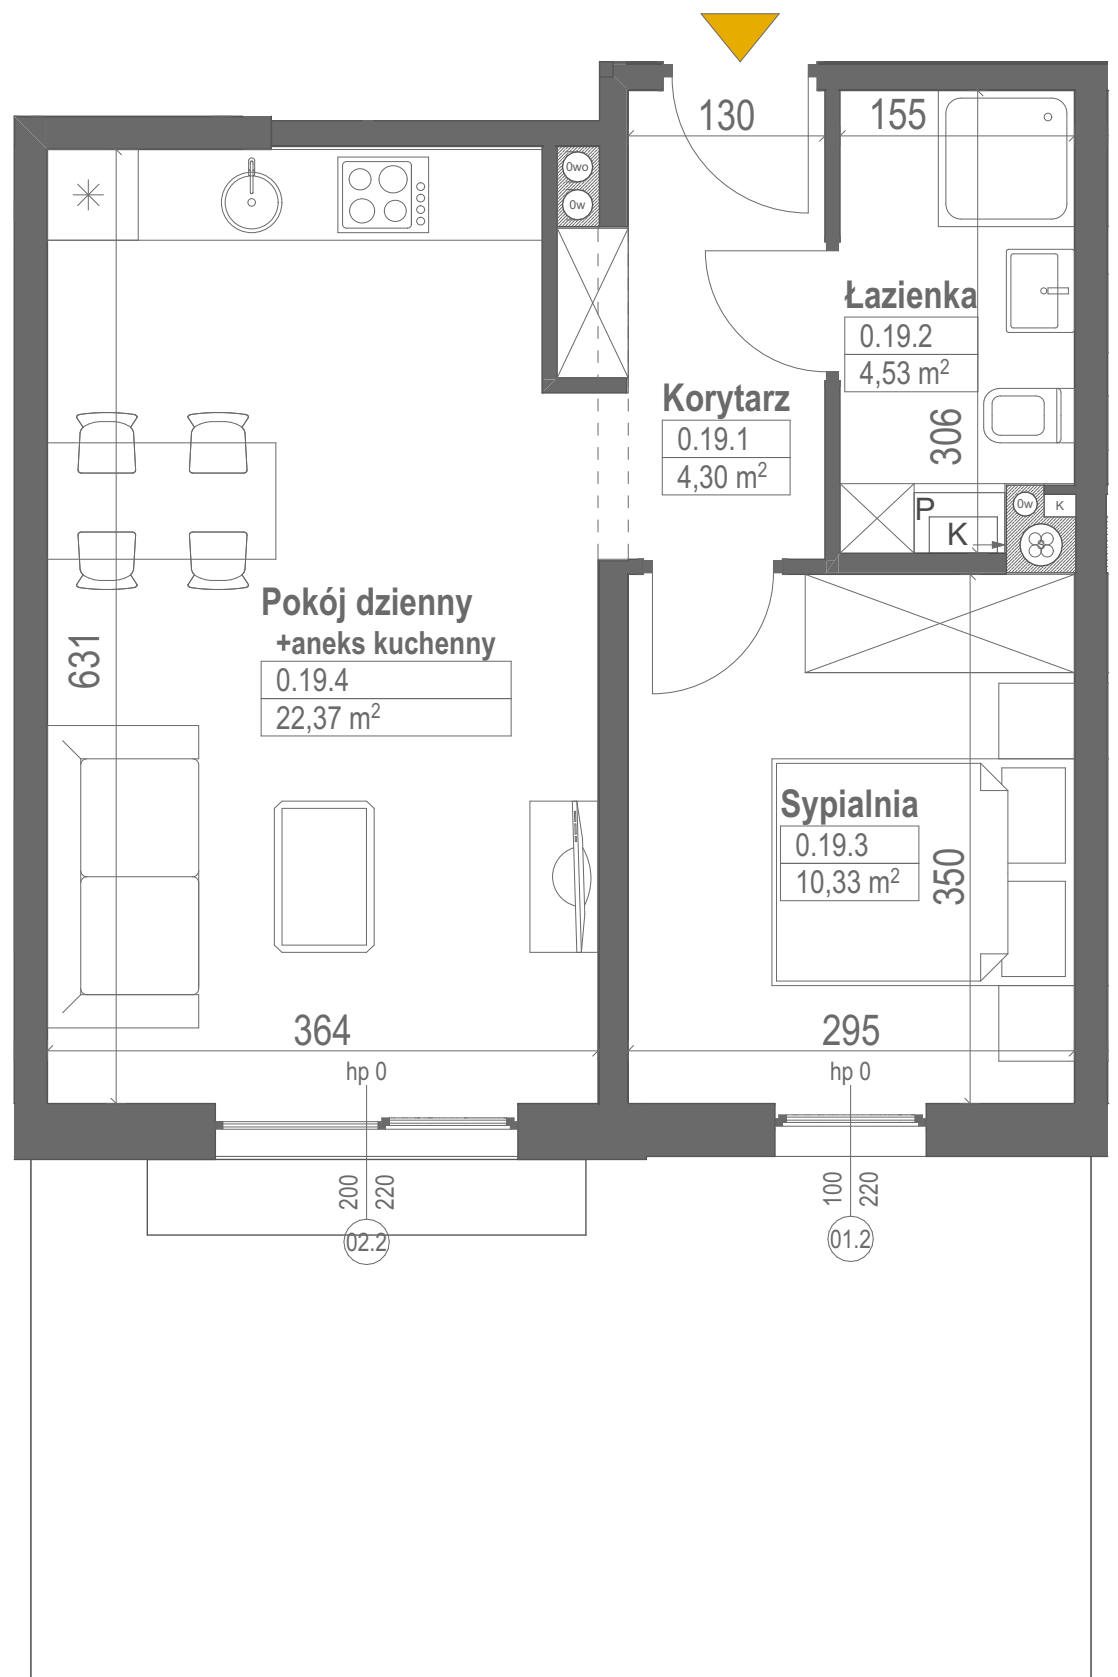 130
155
0wo
0w
Łazienka
0.19.2
4,53 m²
306
Korytarz
0.19.1
4,30 m²
P
K
0w
K
Pokój dzienny
+aneks kuchenny
0.19.4
22,37 m²
631
Sypialnia
0.19.3
10,33 m²
350
364
295
hp 0
hp 0
200
220
100
220
02.2
01.2